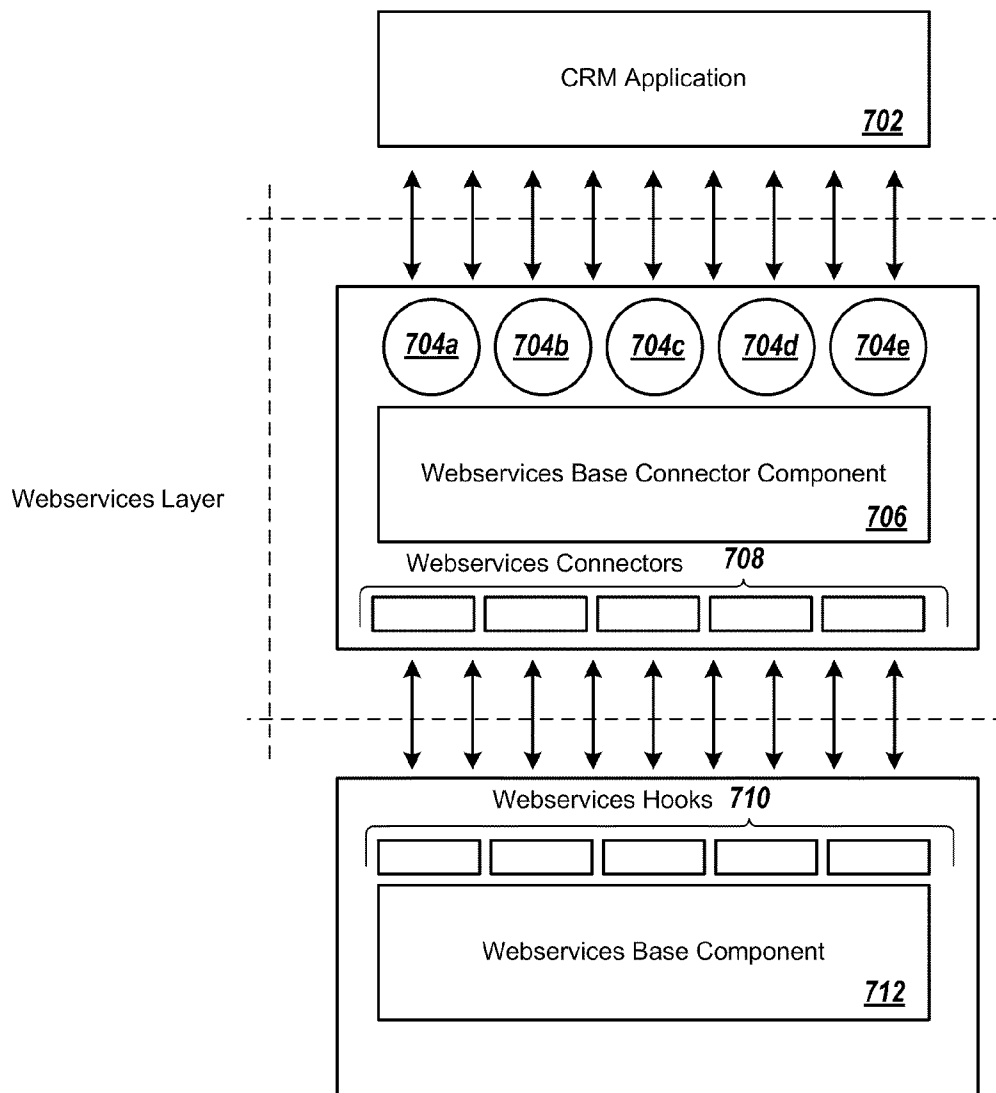 CRM Application
702
704a 704b 704c 704d 704e
Webservices Base Connector Component
706
Webservices Layer
Webservices Connectors 708
Webservices Hooks 710
Webservices Base Component
712